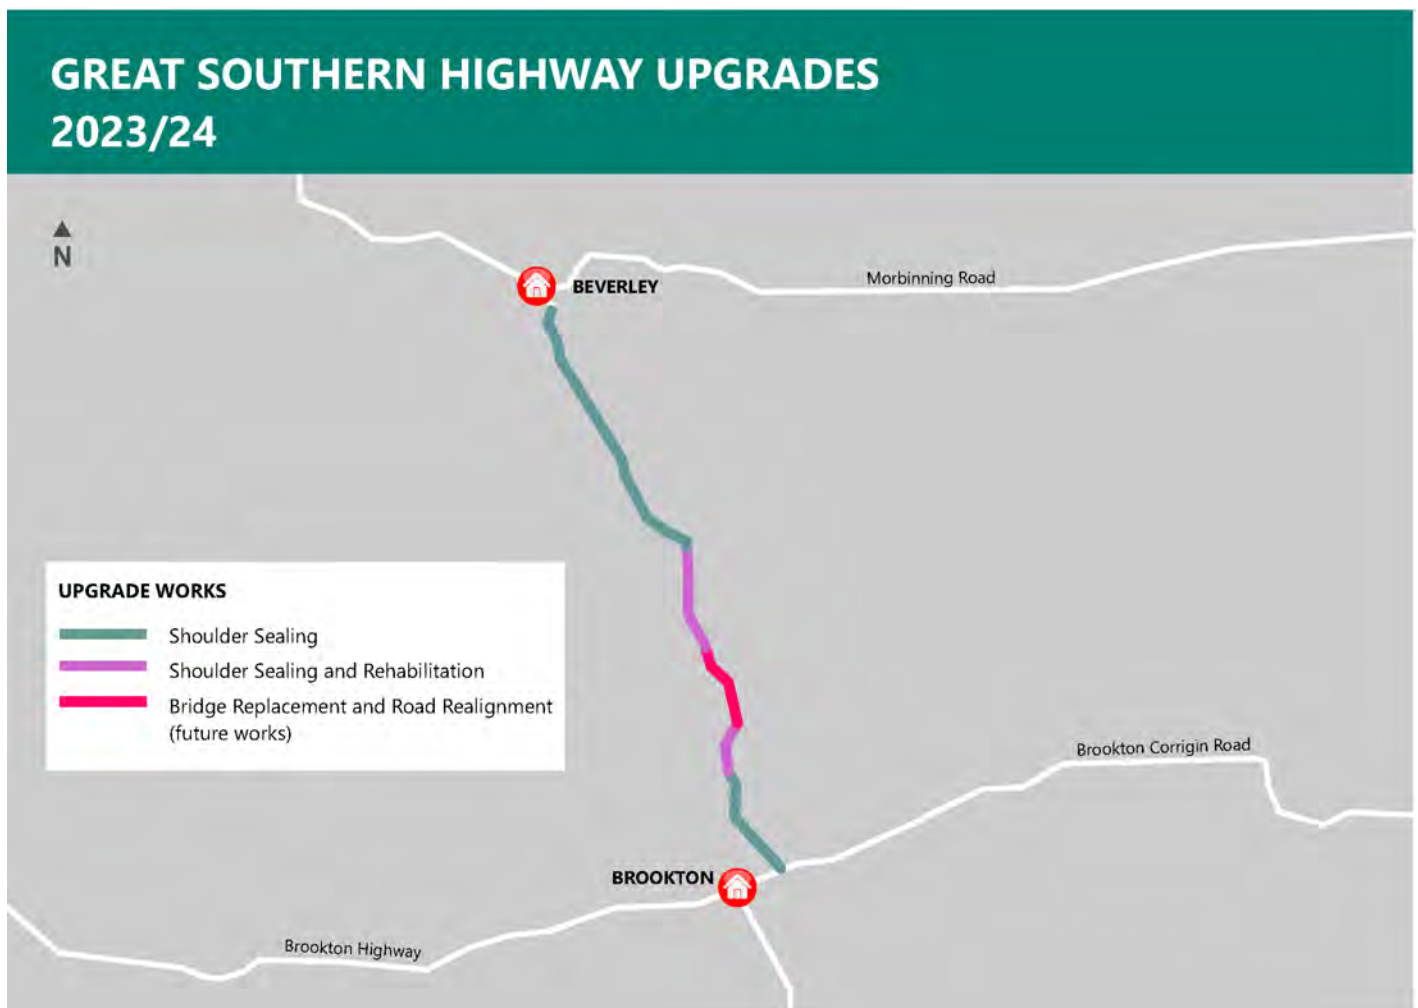 GREAT SOUTHERN HIGHWAY UPGRADES
2023/24
N
BEVERLEY
Morbinning Road
UPGRADE WORKS
Shoulder Sealing
Shoulder Sealing and Rehabilitation
Bridge Replacement and Road Realignment
(future works)
Brookton Corrigin Road
BROOKTON
Brookton Highway